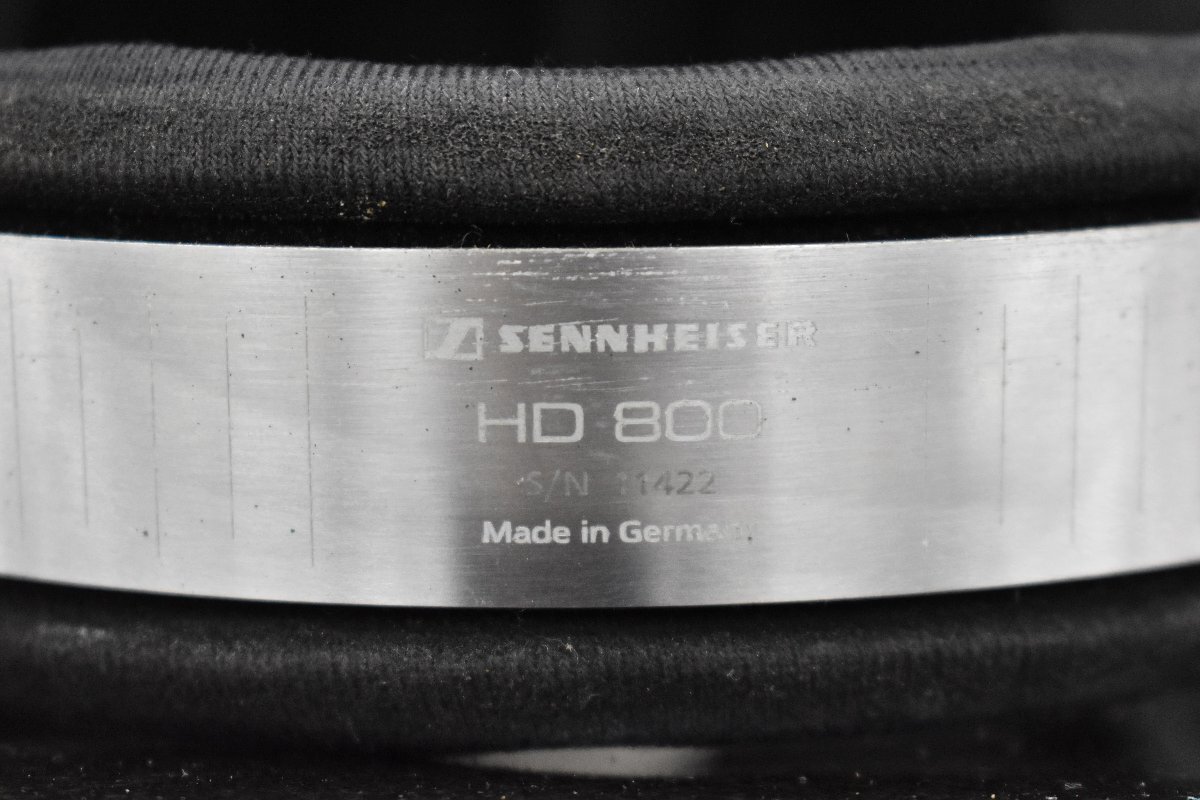 SENNHEISER
HD 800
S/N 11422
Made in Germany